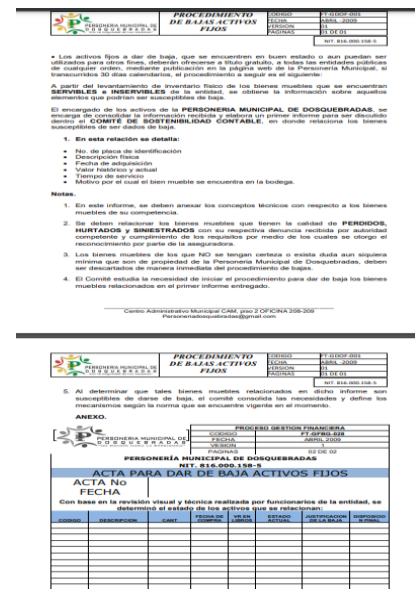 PERSONERIA MUNICIPAL DE
DOSQUEBRADAS
PROCEDIMIENTO
DE BAJAS ACTIVOS
FIJOS
CODIGO FT-GDOF-001
FECHA ABRIL -2009
VERSION 01
PAGINAS 01 DE 01
NIT. 816.000.158-5
• Los activos fijos a dar de baja, que se encuentren en buen estado o aun puedan ser
utilizados para otros fines, deberán ofrecerse a título gratuito, a todas las entidades públicas
de cualquier orden, mediante publicación en la página web de la Personería Municipal, si
transcurridos 30 días calendarios, el procedimiento a seguir es el siguiente:
A partir del levantamiento de inventario físico de los bienes muebles que se encuentran
SERVIBLES e INSERVIBLES de la entidad, se obtiene la información sobre aquellos
elementos que podrían ser susceptibles de baja.
El encargado de los activos de la PERSONERIA MUNICIPAL DE DOSQUEBRADAS, se
encarga de consolidar la información recibida y elabora un primer informe para ser discutido
dentro el COMITÉ DE SOSTENIBILIDAD CONTABLE, en donde relaciona los bienes
susceptibles de ser dados de baja.
1. En esta relación se detalla:
• No. de placa de identificación
• Descripción física
• Fecha de adquisición
• Valor histórico y actual
• Tiempo de servicio
• Motivo por el cual el bien mueble se encuentra en la bodega.
Notas.
1. En este informe, se deben anexar los conceptos técnicos con respecto a los bienes
muebles de su competencia.
2. Se deben relacionar los bienes muebles que tienen la calidad de PERDIDOS,
HURTADOS y SINIESTRADOS con su respectiva denuncia recibida por autoridad
competente y cumplimiento de los requisitos por medio de los cuales se otorgo el
reconocimiento por parte de la aseguradora.
3. Los bienes muebles de los que NO se tengan certeza o exista duda aun siquiera
mínima que son de propiedad de la Personería Municipal de Dosquebradas, deben
ser descartados de manera inmediata del procedimiento de bajas.
4. El Comité estudia la necesidad de iniciar el procedimiento para dar de baja los bienes
muebles relacionados en el primer informe entregado.
Centro Administrativo Municipal CAM, piso 2 OFICINA 208-209
Personeriadosquebradas@gmail.com
PERSONERIA MUNICIPAL DE
DOSQUEBRADAS
PROCEDIMIENTO
DE BAJAS ACTIVOS
FIJOS
CODIGO FT-GDOF-001
FECHA ABRIL -2009
VERSION 01
PAGINAS 01 DE 01
NIT. 816.000.158-5
5. Al determinar que tales bienes muebles relacionados en dicho informe son
susceptibles de darse de baja, el comité consolida las necesidades y define los
mecanismos según la norma que se encuentre vigente en el momento.
ANEXO.
PERSONERIA MUNICIPAL DE
DOSQUEBRADAS
PROCESO GESTION FINANCIERA
CODIGO FT-GFBG-028
FECHA ABRIL 2009
VERSION 1
PAGINAS 02 DE 02
PERSONERÍA MUNICIPAL DE DOSQUEBRADAS
NIT. 816.000.158-5
ACTA PARA DAR DE BAJA ACTIVOS FIJOS
ACTA No
FECHA
Con base en la revisión visual y técnica realizada por funcionarios de la entidad, se
determinó el estado de los activos que se relacionan:
CODIGO DESCRIPCION CANT FECHA DE COMPRA VR EN LIBROS ESTADO ACTUAL JUSTIFICACION DE LA BAJA DISPOSICIO N FINAL